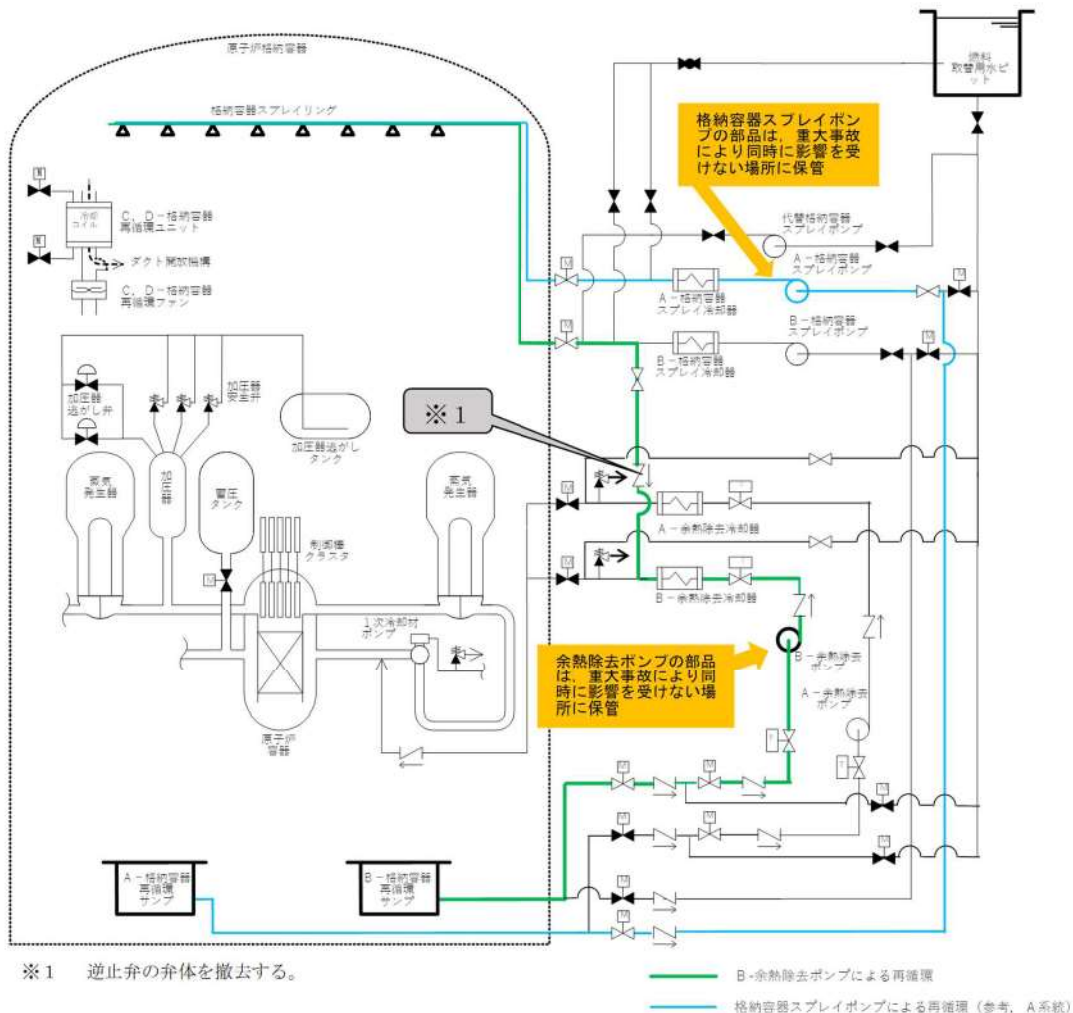 原子炉格納容器
格納容器スプレイリング
燃料
取替用水ピ
ット
格納容器スプレイポン
プの部品は，重大事故
により同時に影響を受
けない場所に保管
M
冷却
コイル
M
C，D－格納容器
再循環ユニット
ダクト開放機構
C，D－格納容器
再循環ファン
代替格納容器
スプレイポンプ
A－格納容器
スプレイポンプ
M
M
A－格納容器
スプレイ冷却器
B－格納容器
スプレイポンプ
M
M
B－格納容器
スプレイ冷却器
加圧器
逃がし弁
加圧器
安全弁
加圧器逃がし
タンク
※1
蒸気
発生器
加圧器
蓄圧
タンク
蒸気
発生器
制御棒
クラスタ
M
1次冷却材
ポンプ
原子炉
容器
M
A－余熱除去冷却器
M
B－余熱除去冷却器
余熱除去ポンプの部品
は，重大事故により同
時に影響を受けない場
所に保管
B－余熱除去
ポンプ
A－余熱除去
ポンプ
M
M
M
M
M
M
M
M
A－格納容器
再循環
サンプ
B－格納容器
再循環
サンプ
※1　逆止弁の弁体を撤去する。
B-余熱除去ポンプによる再循環
格納容器スプレイポンプによる再循環（参考，A系統）